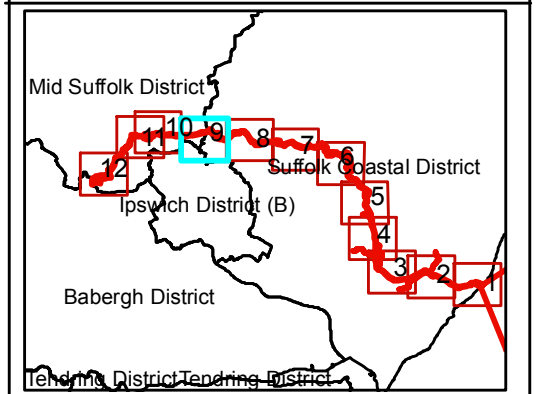 Mid Suffolk District
11
10
9
8
7
6
Suffolk Coastal District
12
5
Ipswich District (B)
4
3
2
1
Babergh District
Tendring District
Tendring District